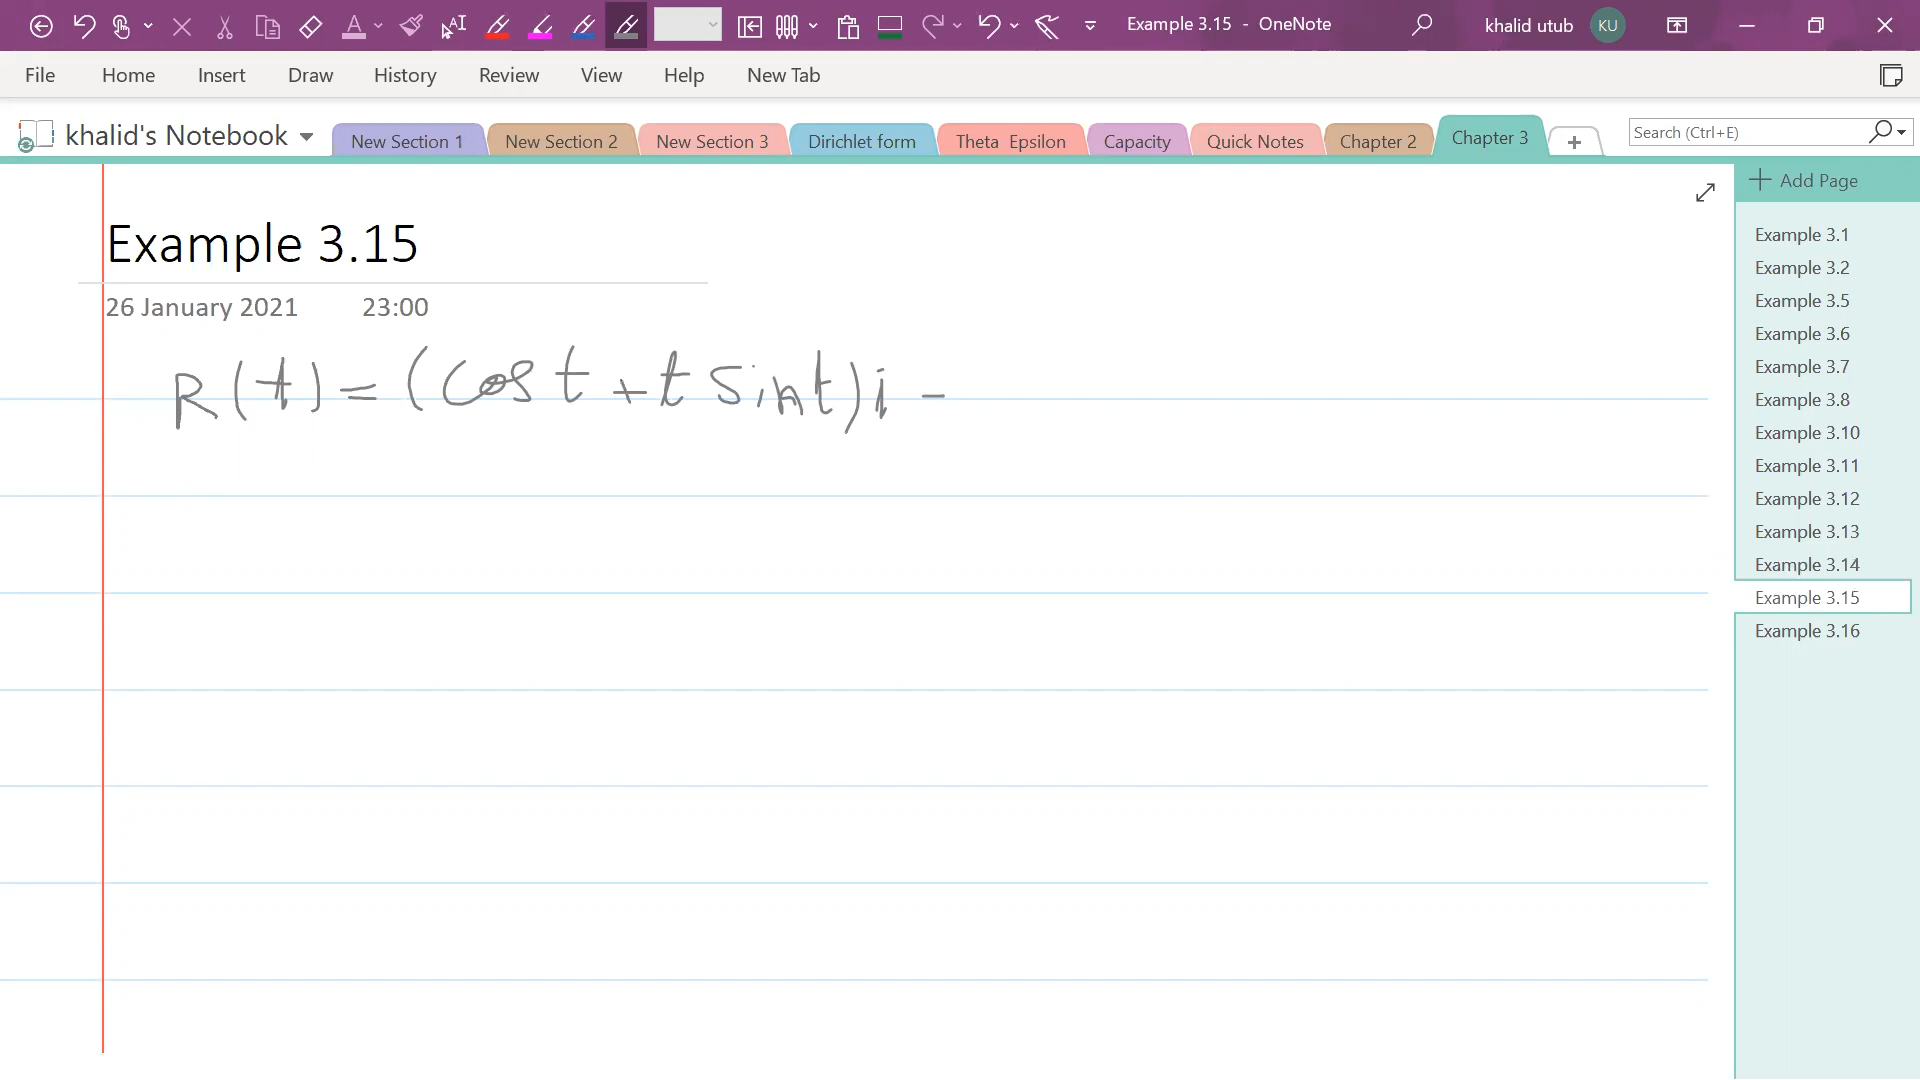 Example 3.15 - OneNote
khalid utub
KU
File Home Insert Draw History Review View Help New Tab
khalid's Notebook
New Section 1 New Section 2 New Section 3 Dirichlet form Theta Epsilon Capacity Quick Notes Chapter 2 Chapter 3
Search (Ctrl+E)
Add Page
Example 3.15
26 January 2021 23:00
R(t) = (cos t + t sin t) i -
Example 3.1
Example 3.2
Example 3.5
Example 3.6
Example 3.7
Example 3.8
Example 3.10
Example 3.11
Example 3.12
Example 3.13
Example 3.14
Example 3.15
Example 3.16